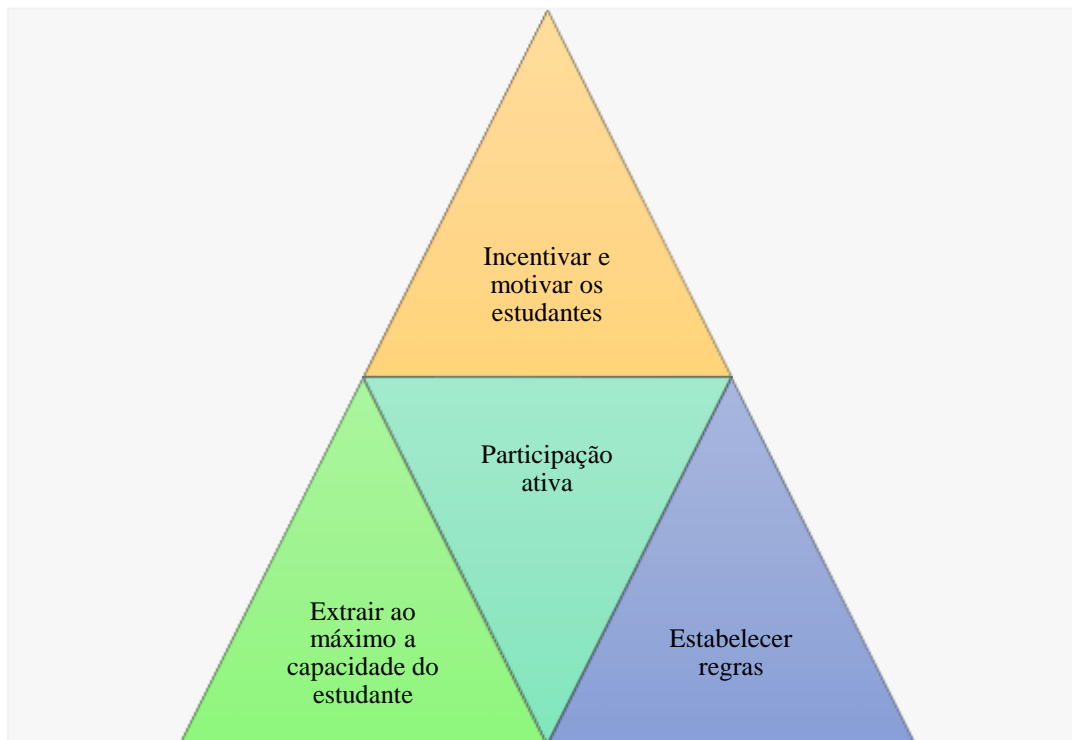 Incentivar e
motivar os
estudantes
Participação
ativa
Extrair ao
máximo a
capacidade do
estudante
Estabelecer
regras